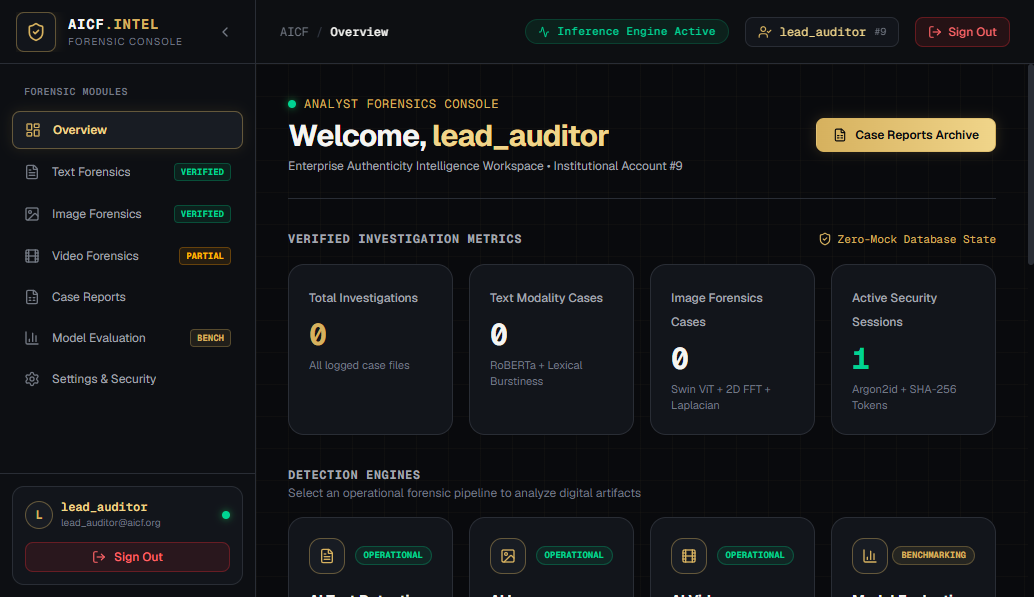 AICF.INTEL
FORENSIC CONSOLE
AICF / Overview
Inference Engine Active
lead_auditor #9
Sign Out
FORENSIC MODULES
Overview
Text Forensics VERIFIED
Image Forensics VERIFIED
Video Forensics PARTIAL
Case Reports
Model Evaluation BENCH
Settings & Security
L
lead_auditor
lead_auditor@aicf.org
Sign Out
ANALYST FORENSICS CONSOLE
Welcome, lead_auditor
Enterprise Authenticity Intelligence Workspace • Institutional Account #9
Case Reports Archive
VERIFIED INVESTIGATION METRICS
Zero-Mock Database State
Total Investigations
0
All logged case files
Text Modality Cases
0
RoBERTa + Lexical
Burstiness
Image Forensics
Cases
0
Swin ViT + 2D FFT +
Laplacian
Active Security
Sessions
1
Argon2id + SHA-256
Tokens
DETECTION ENGINES
Select an operational forensic pipeline to analyze digital artifacts
OPERATIONAL
OPERATIONAL
OPERATIONAL
BENCHMARKING